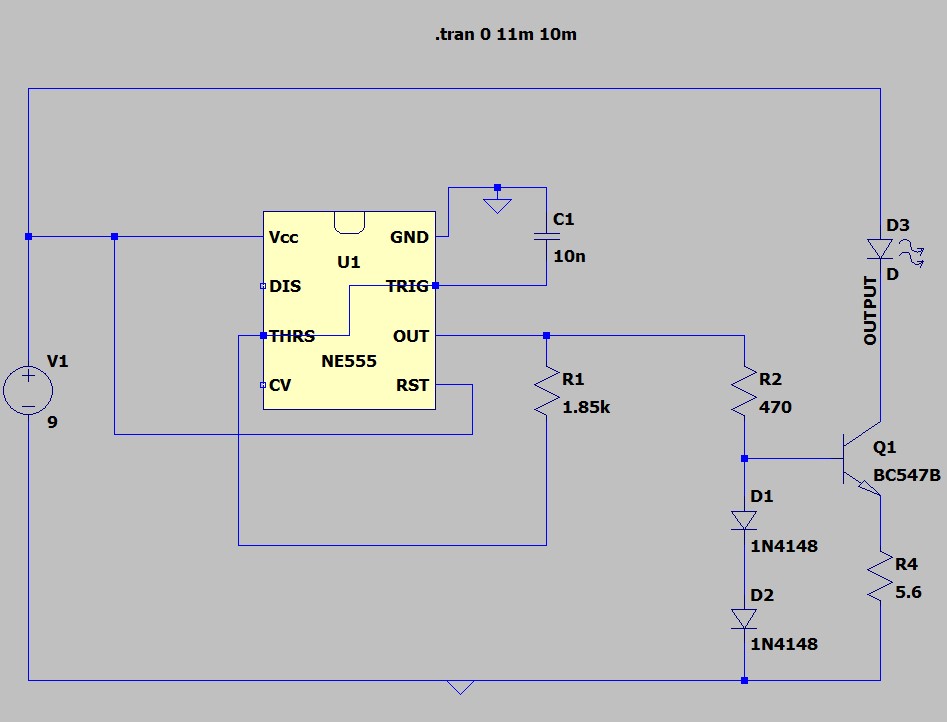 .tran 0 11m 10m
C1
10n
D3
D
OUTPUT
Vcc
GND
U1
DIS
TRIG
THRS
OUT
NE555
CV
RST
V1
9
R1
1.85k
R2
470
Q1
BC547B
D1
1N4148
D2
1N4148
R4
5.6